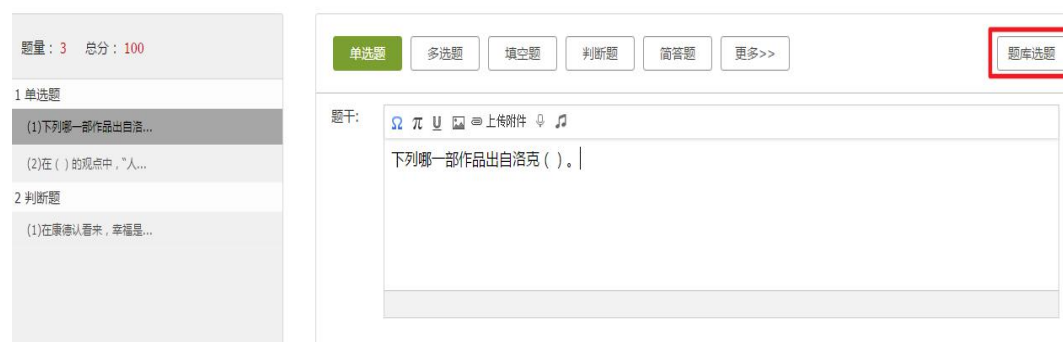 题量：3 总分：100
1 单选题
(1)下列哪一部作品出自洛...
(2)在 ( ) 的观点中，“人...
2 判断题
(1)在康德认看来，幸福是...
单选题 多选题 填空题 判断题 简答题 更多>> 题库选题
题干:
Ω π U 上传附件
下列哪一部作品出自洛克 ( ) 。